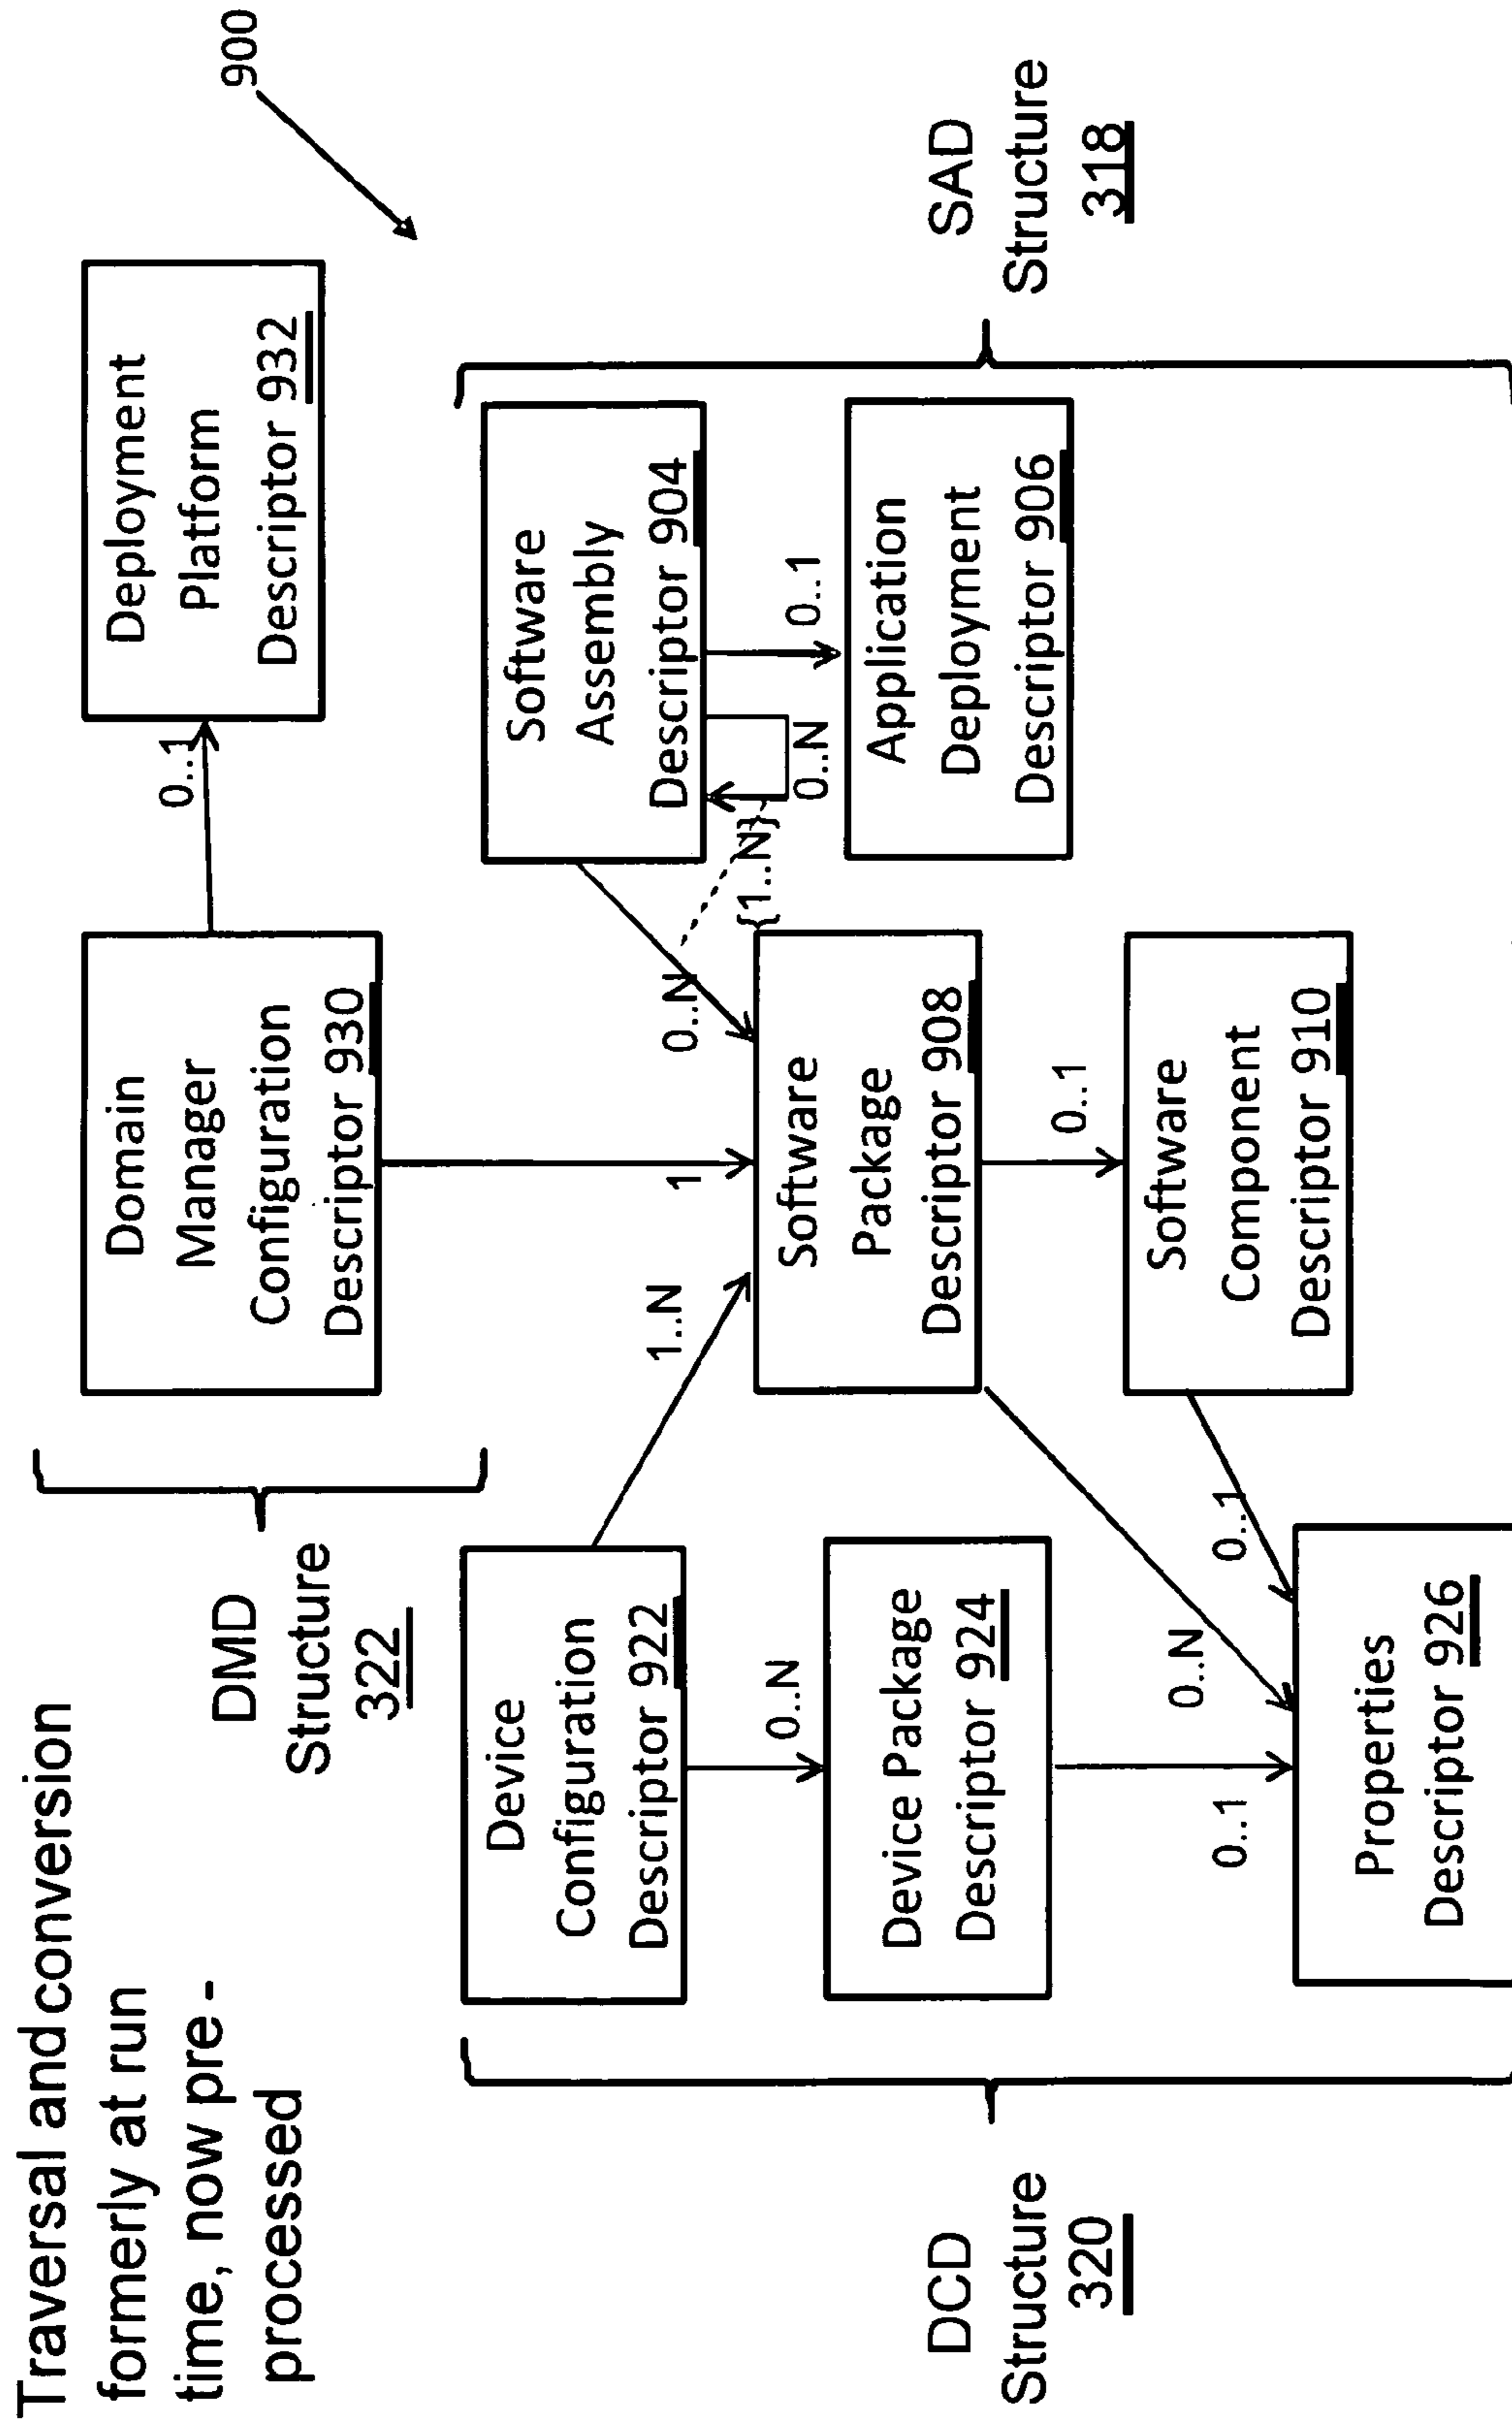 Traversal and conversion
formerly at run
time, now pre-
processed
DMD
Structure
322
Domain
Manager
Configuration
Descriptor 930
0..1
Deployment
Platform
Descriptor 932
900
DCD
Structure
320
Device
Configuration
Descriptor 922
0..N
Device Package
Descriptor 924
0..1
Properties
Descriptor 926
1..N
1
0..N
{1..N}
Software
Package
Descriptor 908
0..1
Software
Component
Descriptor 910
0..N
0..1
Software
Assembly
Descriptor 904
0..N
0..1
Application
Deployment
Descriptor 906
SAD
Structure
318